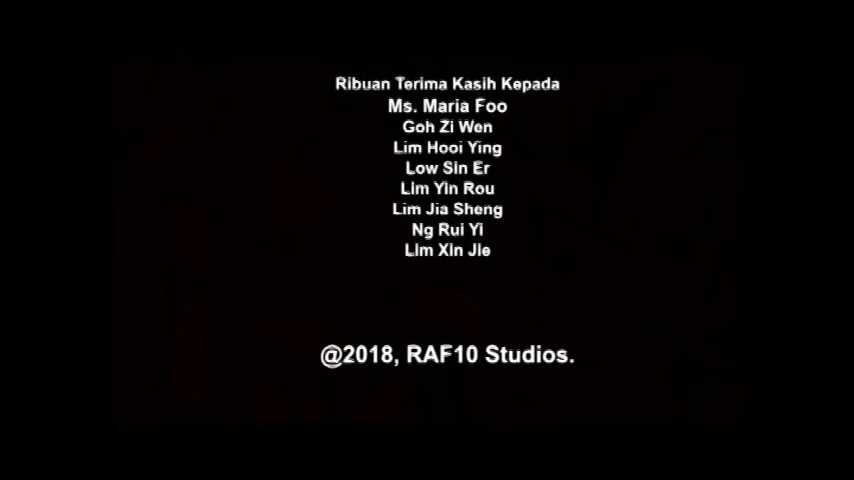 Ribuan Terima Kasih Kepada
Ms. Maria Foo
Goh Zi Wen
Lim Hooi Ying
Low Sin Er
Lim Yin Rou
Lim Jia Sheng
Ng Rui Yi
Lim Xin Jie
@2018, RAF10 Studios.